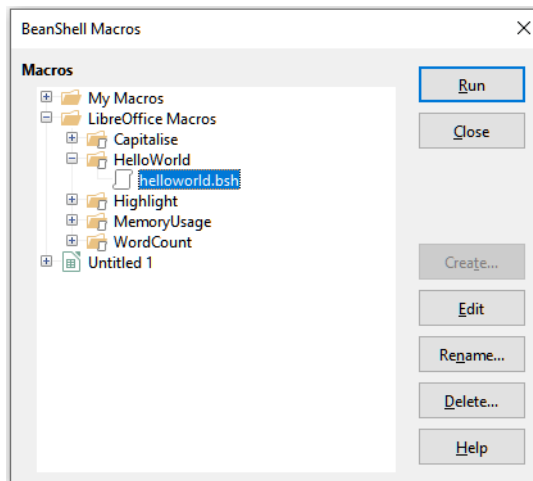 BeanShell Macros
Macros
My Macros
LibreOffice Macros
Capitalise
HelloWorld
helloworld.bsh
Highlight
MemoryUsage
WordCount
Untitled 1
Run
Close
Create...
Edit
Rename...
Delete...
Help